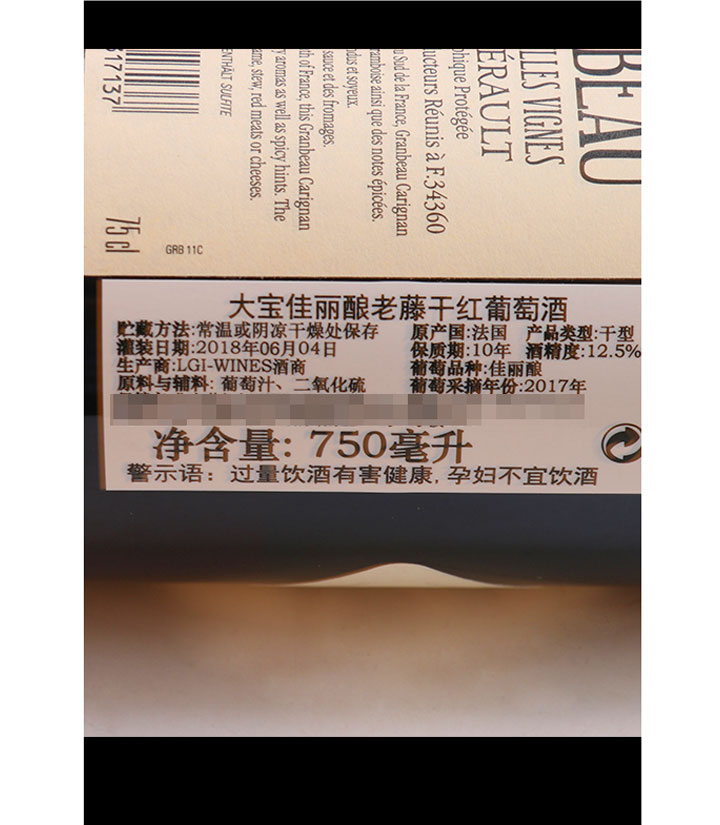 BEAU
ILLES VIGNES
ÉRAULT
phique Protégée
ucteurs Réunis à F.34360
u Sud de la France, Granbeau Carignan
ramboise ainsi que des notes épicées.
ndus et soyeux.
sauce et des fromages.
th of France, this Granbeau Carignan
y aromas as well as spicy hints. The
ame, stew, red meats or cheeses.
ENTHÄLT SULFITE
317137
75 cl
GRB 11C
大宝佳丽酿老藤干红葡萄酒
贮藏方法:常温或阴凉干燥处保存 原产国:法国 产品类型:干型
灌装日期:2018年06月04日 保质期:10年 酒精度:12.5%
生产商:LGI-WINES酒商 葡萄品种:佳丽酿
原料与辅料: 葡萄汁、二氧化硫 葡萄采摘年份:2017年
净含量: 750毫升
警示语: 过量饮酒有害健康, 孕妇不宜饮酒